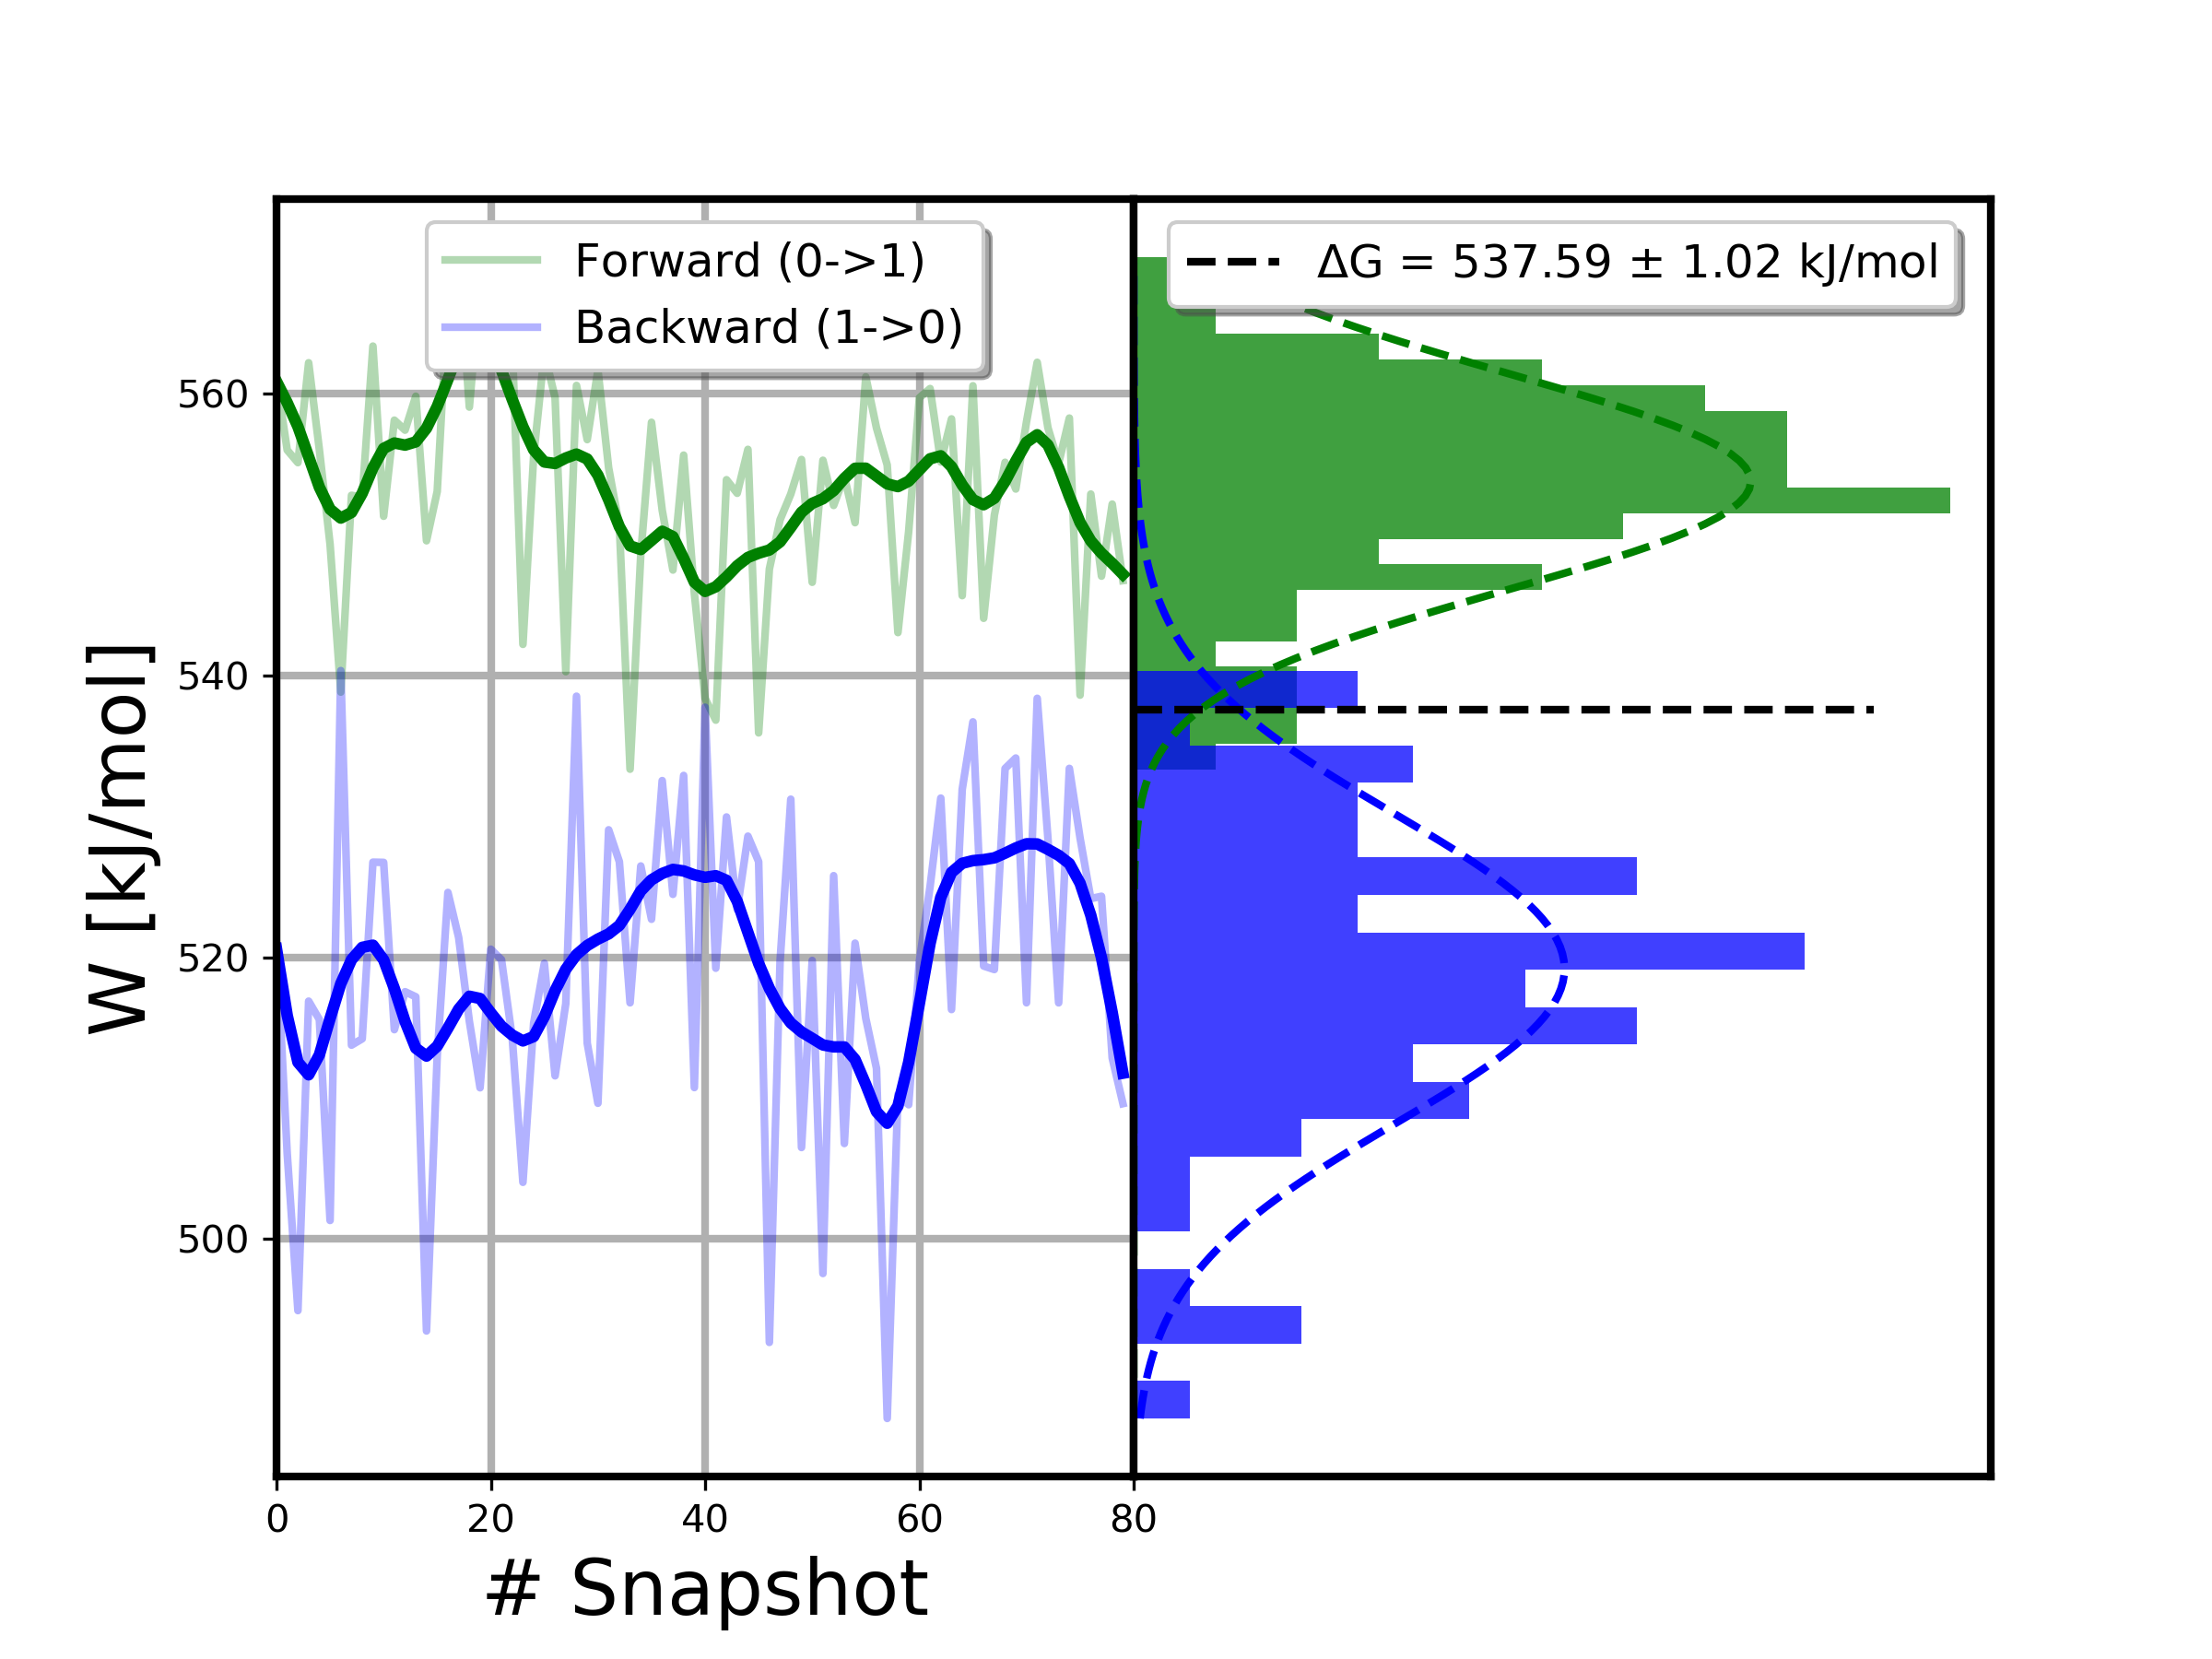 Forward (0->1)
Backward (1->0)
ΔG = 537.59 ± 1.02 kJ/mol
560
540
520
500
W [kJ/mol]
0 20 40 60 80
# Snapshot